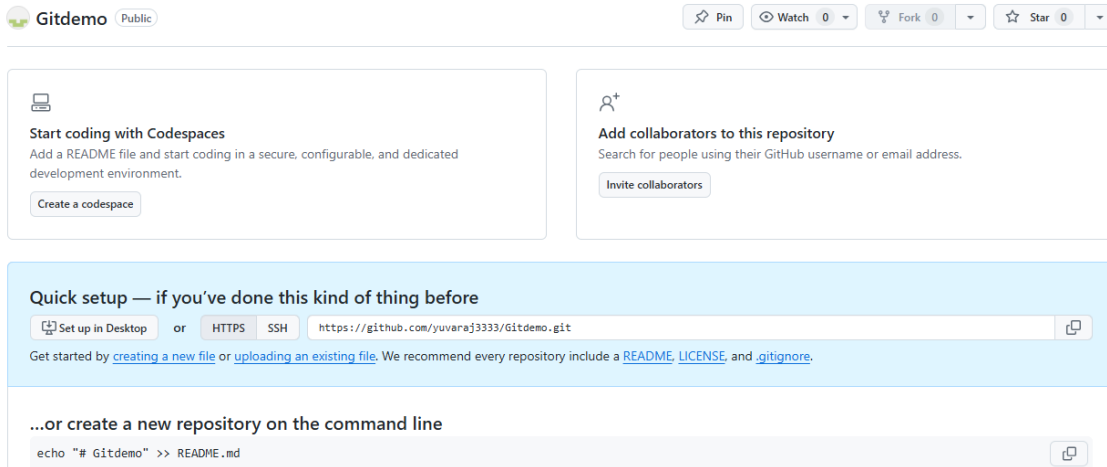 Gitdemo Public
Pin Watch 0 Fork 0 Star 0
Start coding with Codespaces
Add a README file and start coding in a secure, configurable, and dedicated
development environment.
Create a codespace
Add collaborators to this repository
Search for people using their GitHub username or email address.
Invite collaborators
Quick setup — if you’ve done this kind of thing before
Set up in Desktop or HTTPS SSH https://github.com/yuvaraj3333/Gitdemo.git
Get started by creating a new file or uploading an existing file. We recommend every repository include a README, LICENSE, and .gitignore.
...or create a new repository on the command line
echo "# Gitdemo" >> README.md